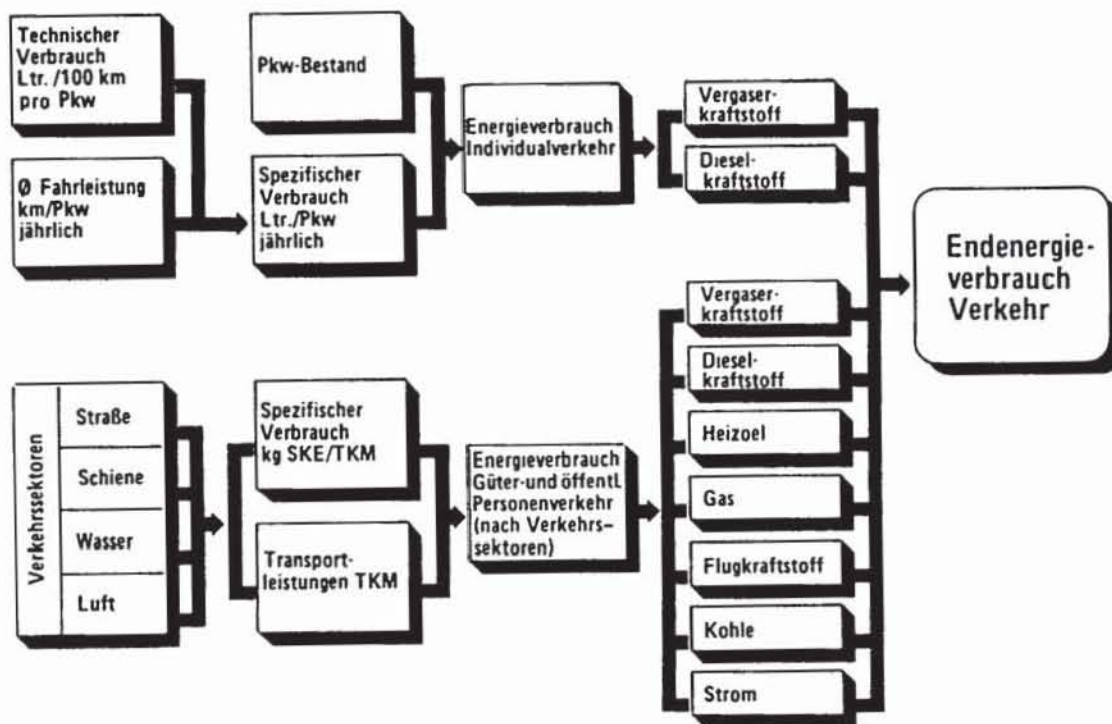 Technischer
Verbrauch
Ltr./100 km
pro Pkw
Pkw-Bestand
Ø Fahrleistung
km/Pkw
jährlich
Spezifischer
Verbrauch
Ltr./Pkw
jährlich
Energieverbrauch
Individualverkehr
Vergaser-
kraftstoff
Diesel-
kraftstoff
Verkehrssektoren
Straße
Schiene
Wasser
Luft
Spezifischer
Verbrauch
kg SKE/TKM
Transport-
leistungen TKM
Energieverbrauch
Güter-und öffentl.
Personenverkehr
(nach Verkehrs-
sektoren)
Vergaser-
kraftstoff
Diesel-
kraftstoff
Heizoel
Gas
Flugkraftstoff
Kohle
Strom
Endenergie-
verbrauch
Verkehr